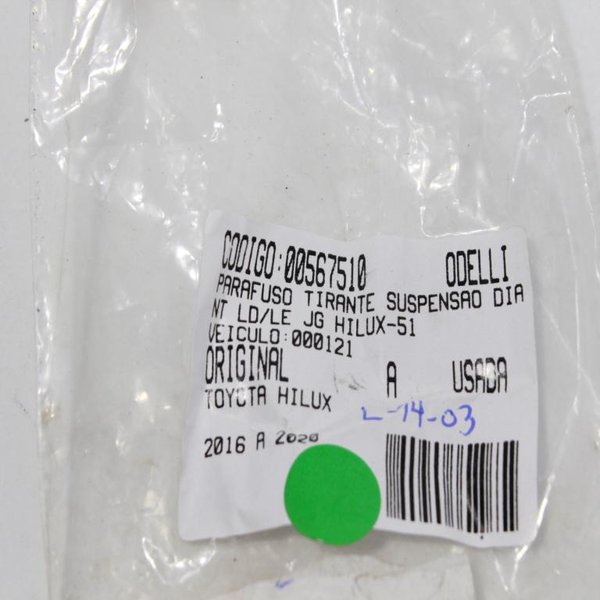 CODIGO:00567510 ODELLI
PARAFUSO TIRANTE SUSPENSAO DIA
NT LD/LE JG HILUX-51
VEICULO:000121
ORIGINAL A USADA
TOYOTA HILUX
L-14-03
2016 A 2020